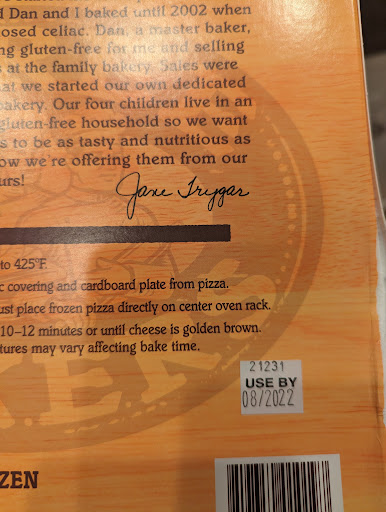 Dan and I baked until 2002 when
osed celiac. Dan, a master baker,
ng gluten-free for me and selling
s at the family bakery. Sales were
at we started our own dedicated
bakery. Our four children live in an
gluten-free household so we want
s to be as tasty and nutritious as
ow we're offering them from our
urs!
Jane Trygar
to 425°F.
c covering and cardboard plate from pizza.
ust place frozen pizza directly on center oven rack.
10-12 minutes or until cheese is golden brown.
tures may vary affecting bake time.
21231
USE BY
08/2022
ZEN